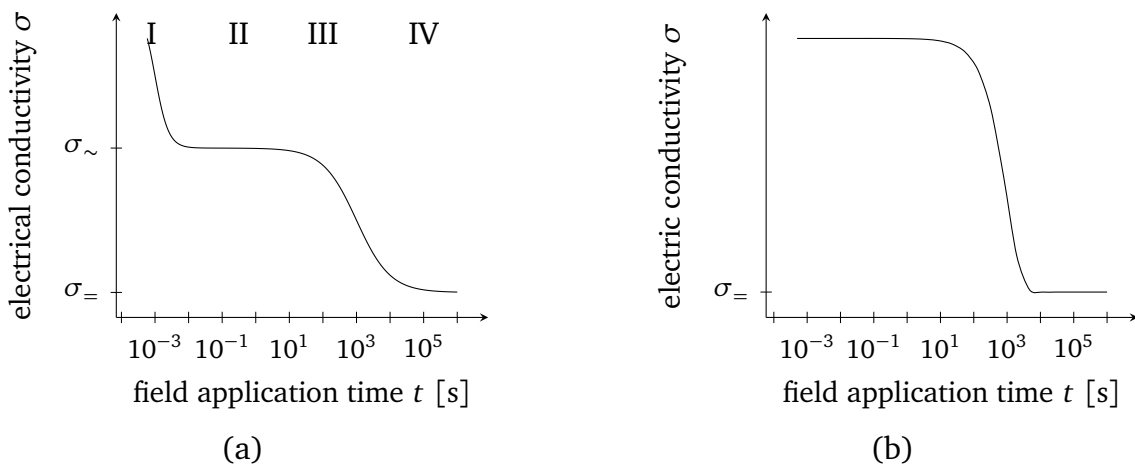 electrical conductivity σ
I II III IV
σ~
σ=
10⁻³ 10⁻¹ 10¹ 10³ 10⁵
field application time t [s]
(a)
electric conductivity σ
σ=
10⁻³ 10⁻¹ 10¹ 10³ 10⁵
field application time t [s]
(b)